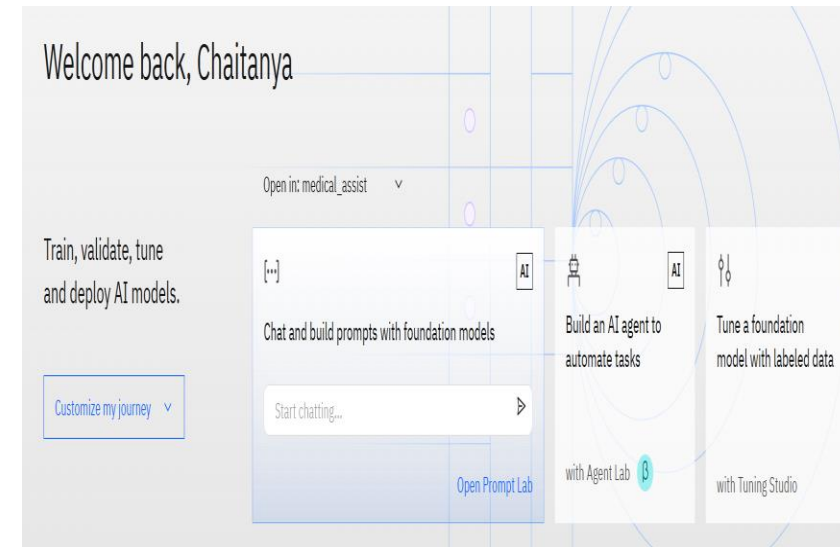 Welcome back, Chaitanya
Open in: medical_assist
Train, validate, tune
and deploy AI models.
Customize my journey
[...]
AI
Chat and build prompts with foundation models
Start chatting...
Open Prompt Lab
AI
Build an AI agent to
automate tasks
with Agent Lab β
Tune a foundation
model with labeled data
with Tuning Studio